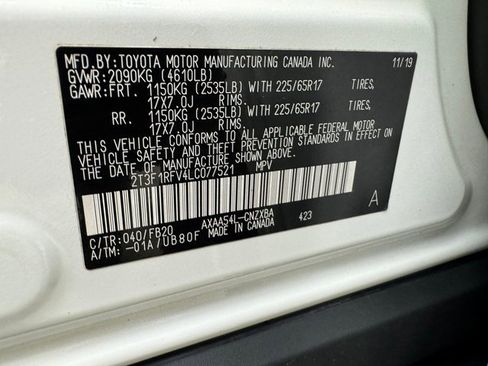 MFD.BY:TOYOTA MOTOR MANUFACTURING CANADA INC. 11/19
GVWR:2090KG (4610LB)
GAWR:FRT. 1150KG (2535LB) WITH 225/65R17 TIRES,
17X7.0J RIMS,
RR. 1150KG (2535LB) WITH 225/65R17 TIRES,
17X7.0J RIMS,
THIS VEHICLE CONFORMS TO ALL APPLICABLE FEDERAL MOTOR
VEHICLE SAFETY AND THEFT PREVENTION STANDARDS IN EFFECT
ON THE DATE OF MANUFACTURE SHOWN ABOVE.
2T3F1RFV4LC077521 MPV
C/TR:040/FB20 AXAA54L-CNZXBA A
A/TM: -01A/UB80F MADE IN CANADA 423